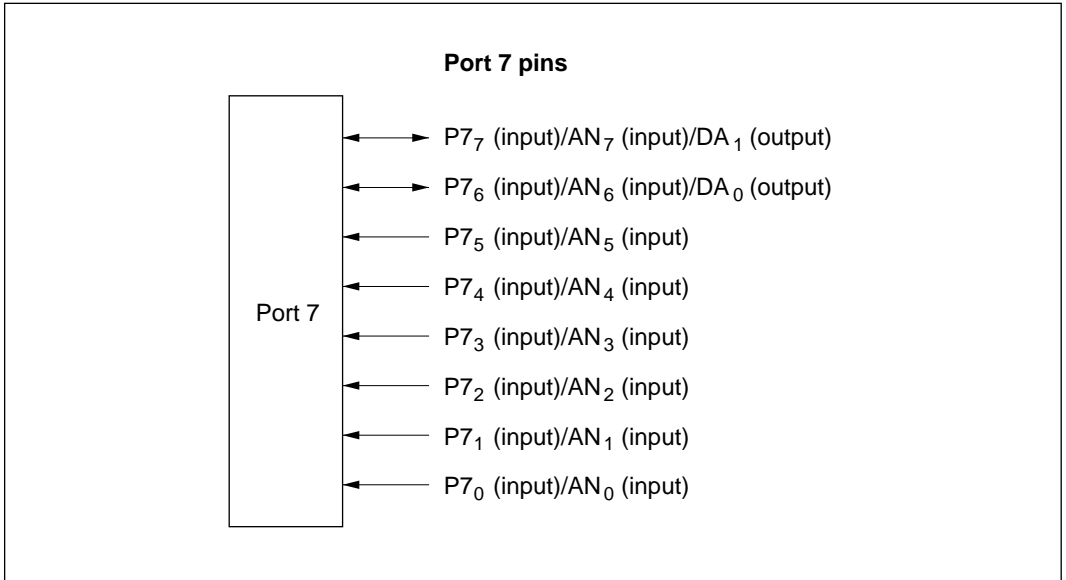 Port 7 pins
P7₇ (input)/AN₇ (input)/DA₁ (output)
P7₆ (input)/AN₆ (input)/DA₀ (output)
P7₅ (input)/AN₅ (input)
P7₄ (input)/AN₄ (input)
Port 7
P7₃ (input)/AN₃ (input)
P7₂ (input)/AN₂ (input)
P7₁ (input)/AN₁ (input)
P7₀ (input)/AN₀ (input)